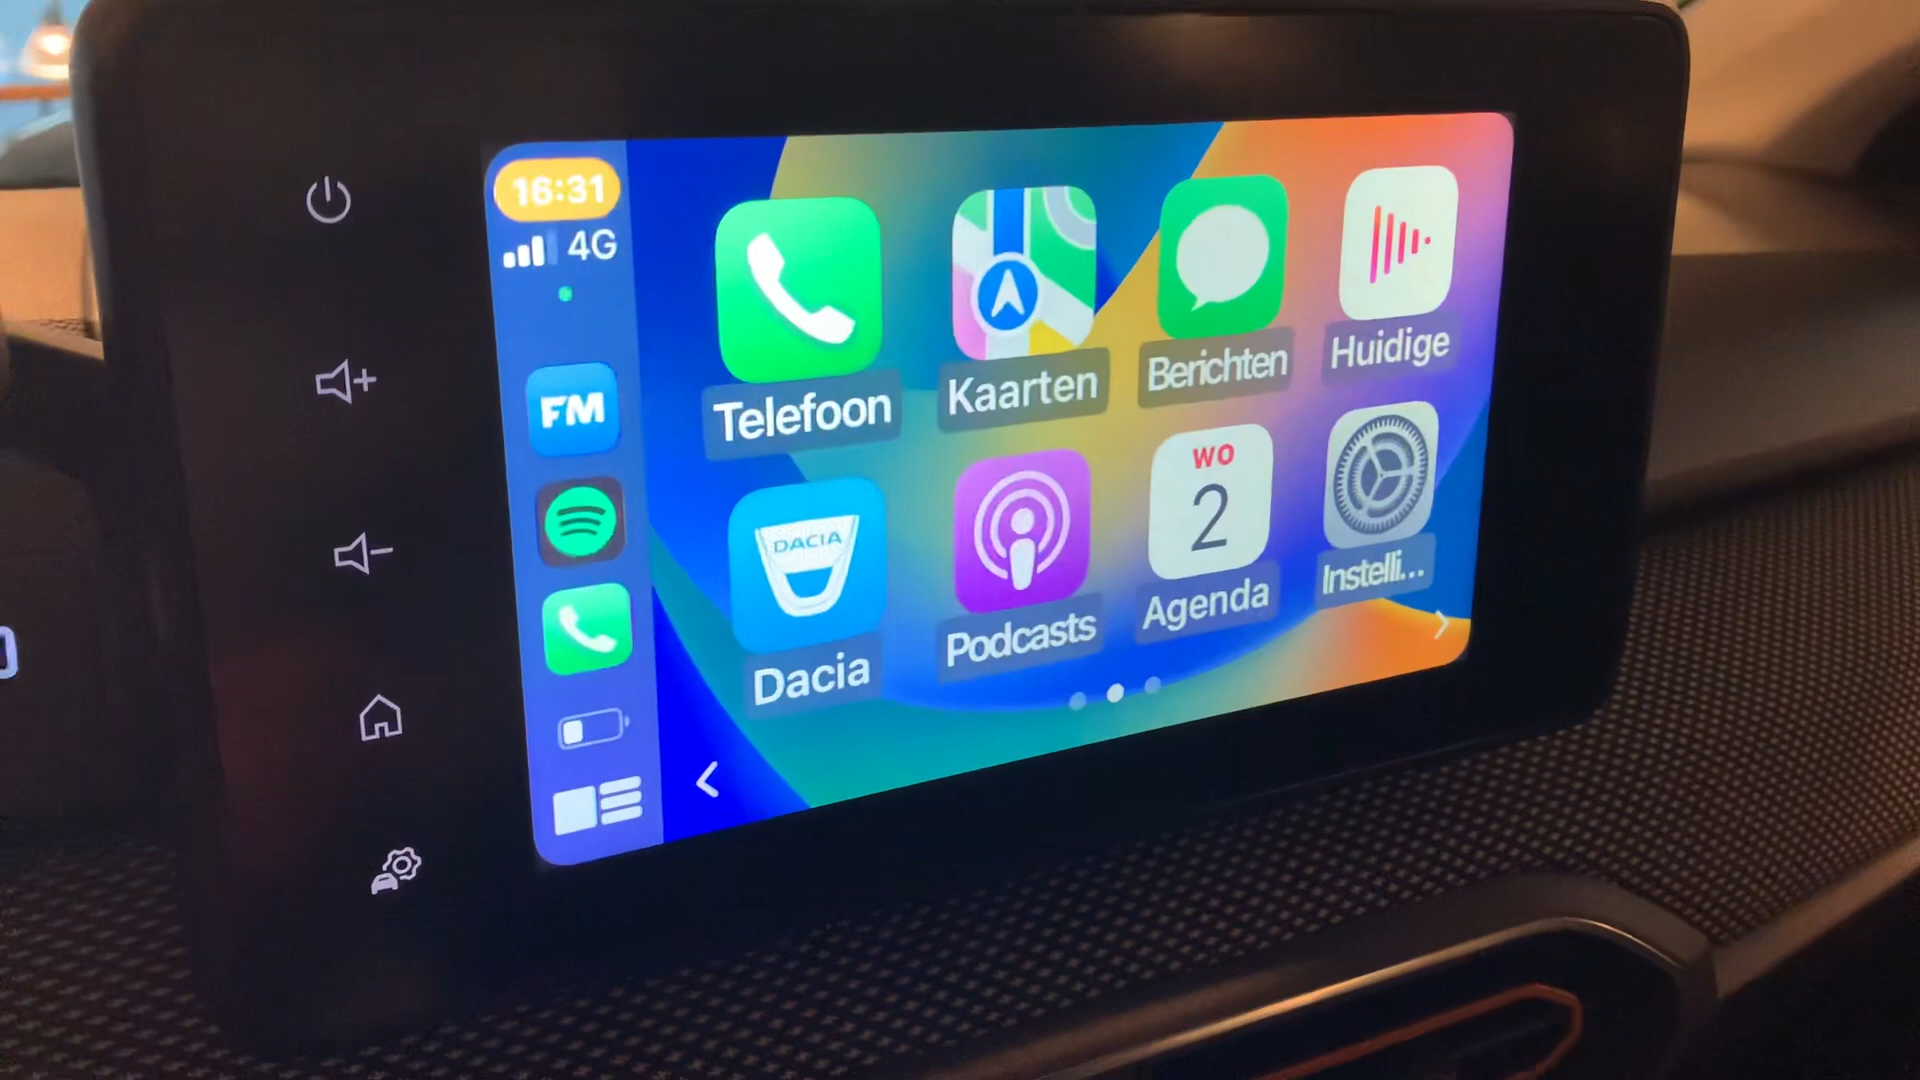 16:31
4G
FM
Telefoon
Kaarten
Berichten
Huidige
DACIA
WO
2
Dacia
Podcasts
Agenda
Instelli...